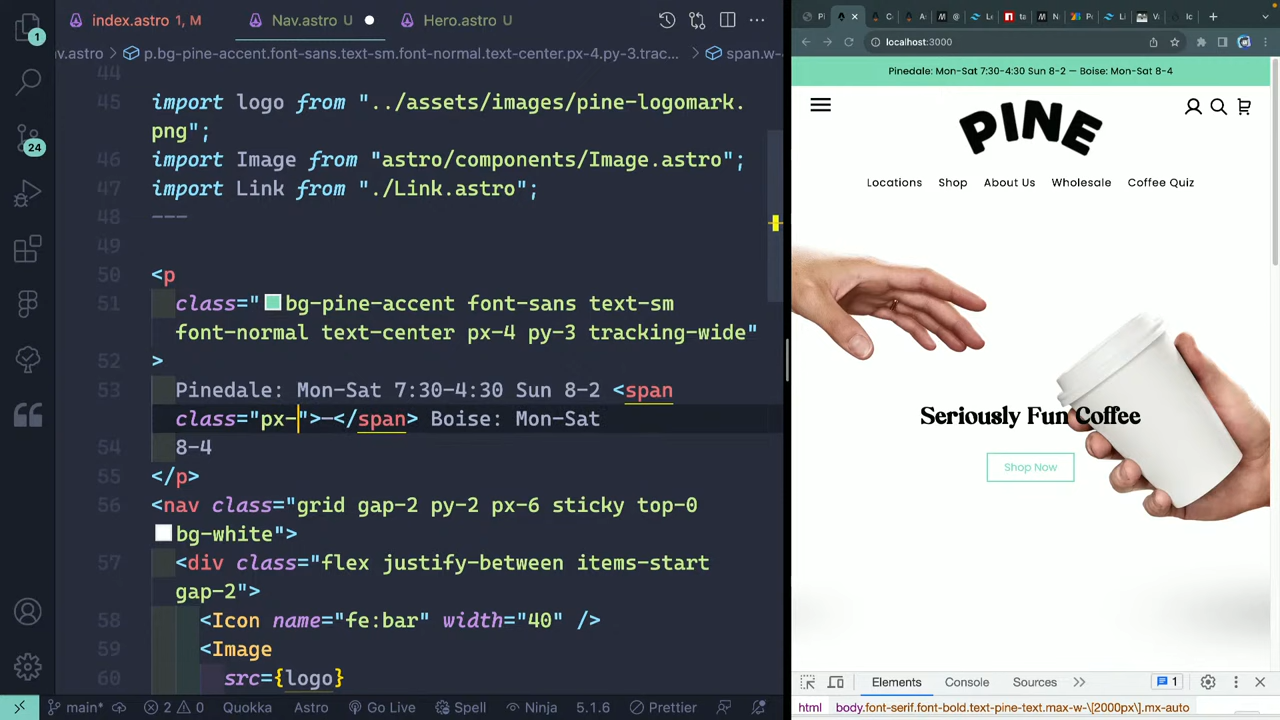 index.astro 1, M
Nav.astro U
Hero.astro U
av.astro
p.bg-pine-accent.font-sans.text-sm.font-normal.text-center.px-4.py-3.trac...
span.w-
44
45 import logo from "../assets/images/pine-logomark.
png";
46 import Image from "astro/components/Image.astro";
47 import Link from "./Link.astro";
48 ---
49
50 <p
51 class="bg-pine-accent font-sans text-sm
font-normal text-center px-4 py-3 tracking-wide"
52 >
53 Pinedale: Mon-Sat 7:30-4:30 Sun 8-2 <span
class="px-">—</span> Boise: Mon-Sat
54 8-4
55 </p>
56 <nav class="grid gap-2 py-2 px-6 sticky top-0
bg-white">
57 <div class="flex justify-between items-start
gap-2">
58 <Icon name="fe:bar" width="40" />
59 <Image
60 src={logo}
1
24
main*
2
0
Quokka
Go Live
Spell
Ninja
5.1.6
Prettier
localhost:3000
Pinedale: Mon-Sat 7:30-4:30 Sun 8-2 — Boise: Mon-Sat 8-4
PINE
Locations Shop About Us Wholesale Coffee Quiz
Seriously Fun Coffee
Shop Now
Elements Console Sources
1
html body.font-serif.font-bold.text-pine-text.max-w-\[2000px\].mx-auto